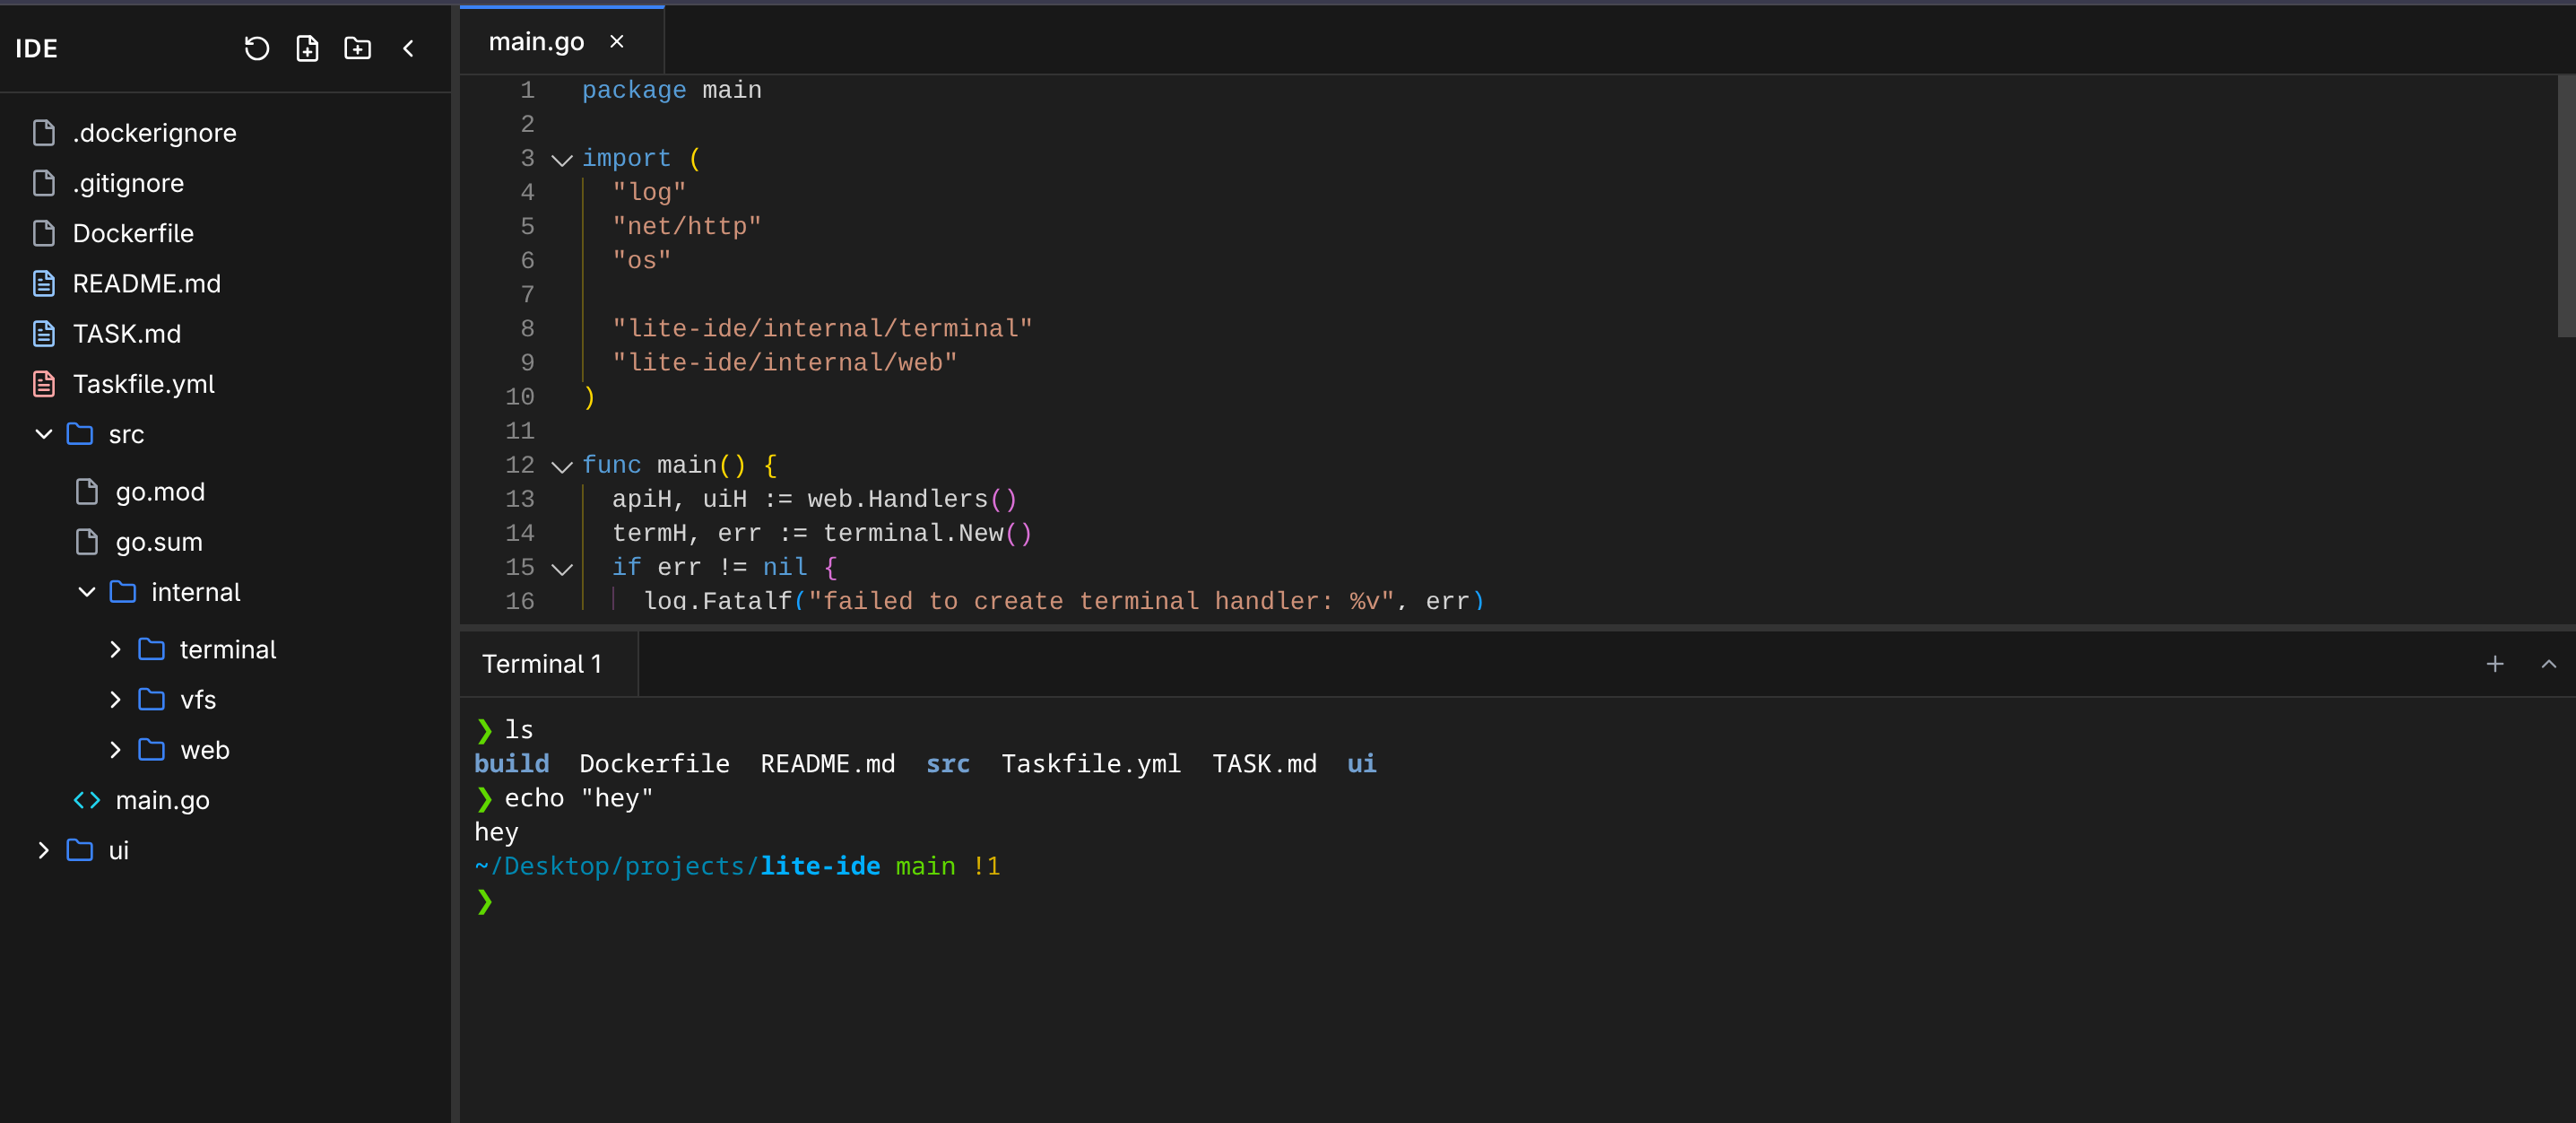 IDE
.dockerignore
.gitignore
Dockerfile
README.md
TASK.md
Taskfile.yml
src
go.mod
go.sum
internal
terminal
vfs
web
main.go
ui
main.go
1 package main
2
3 import (
4 "log"
5 "net/http"
6 "os"
7
8 "lite-ide/internal/terminal"
9 "lite-ide/internal/web"
10 )
11
12 func main() {
13 apiH, uiH := web.Handlers()
14 termH, err := terminal.New()
15 if err != nil {
16 log.Fatalf("failed to create terminal handler: %v", err)
Terminal 1
❯ ls
build Dockerfile README.md src Taskfile.yml TASK.md ui
❯ echo "hey"
hey
~/Desktop/projects/lite-ide main !1
❯